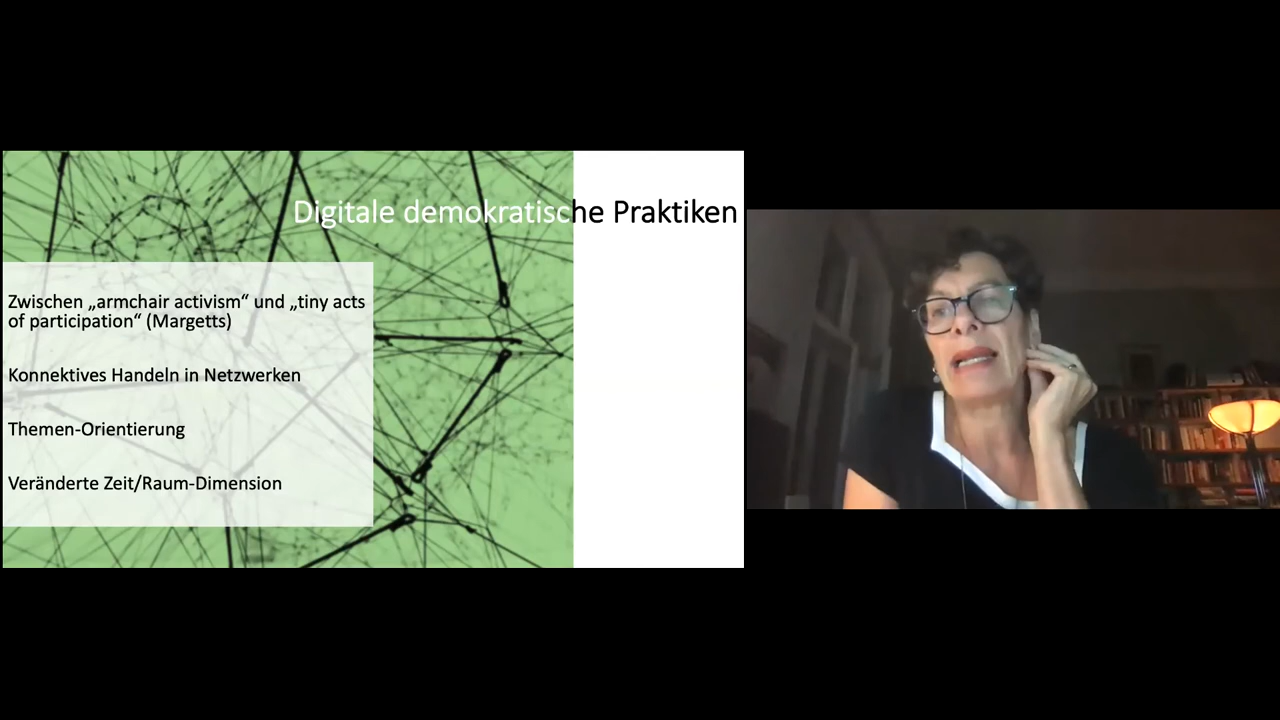 Digitale demokratische Praktiken
Zwischen „armchair activism“ und „tiny acts
of participation“ (Margetts)
Konnektives Handeln in Netzwerken
Themen-Orientierung
Veränderte Zeit/Raum-Dimension